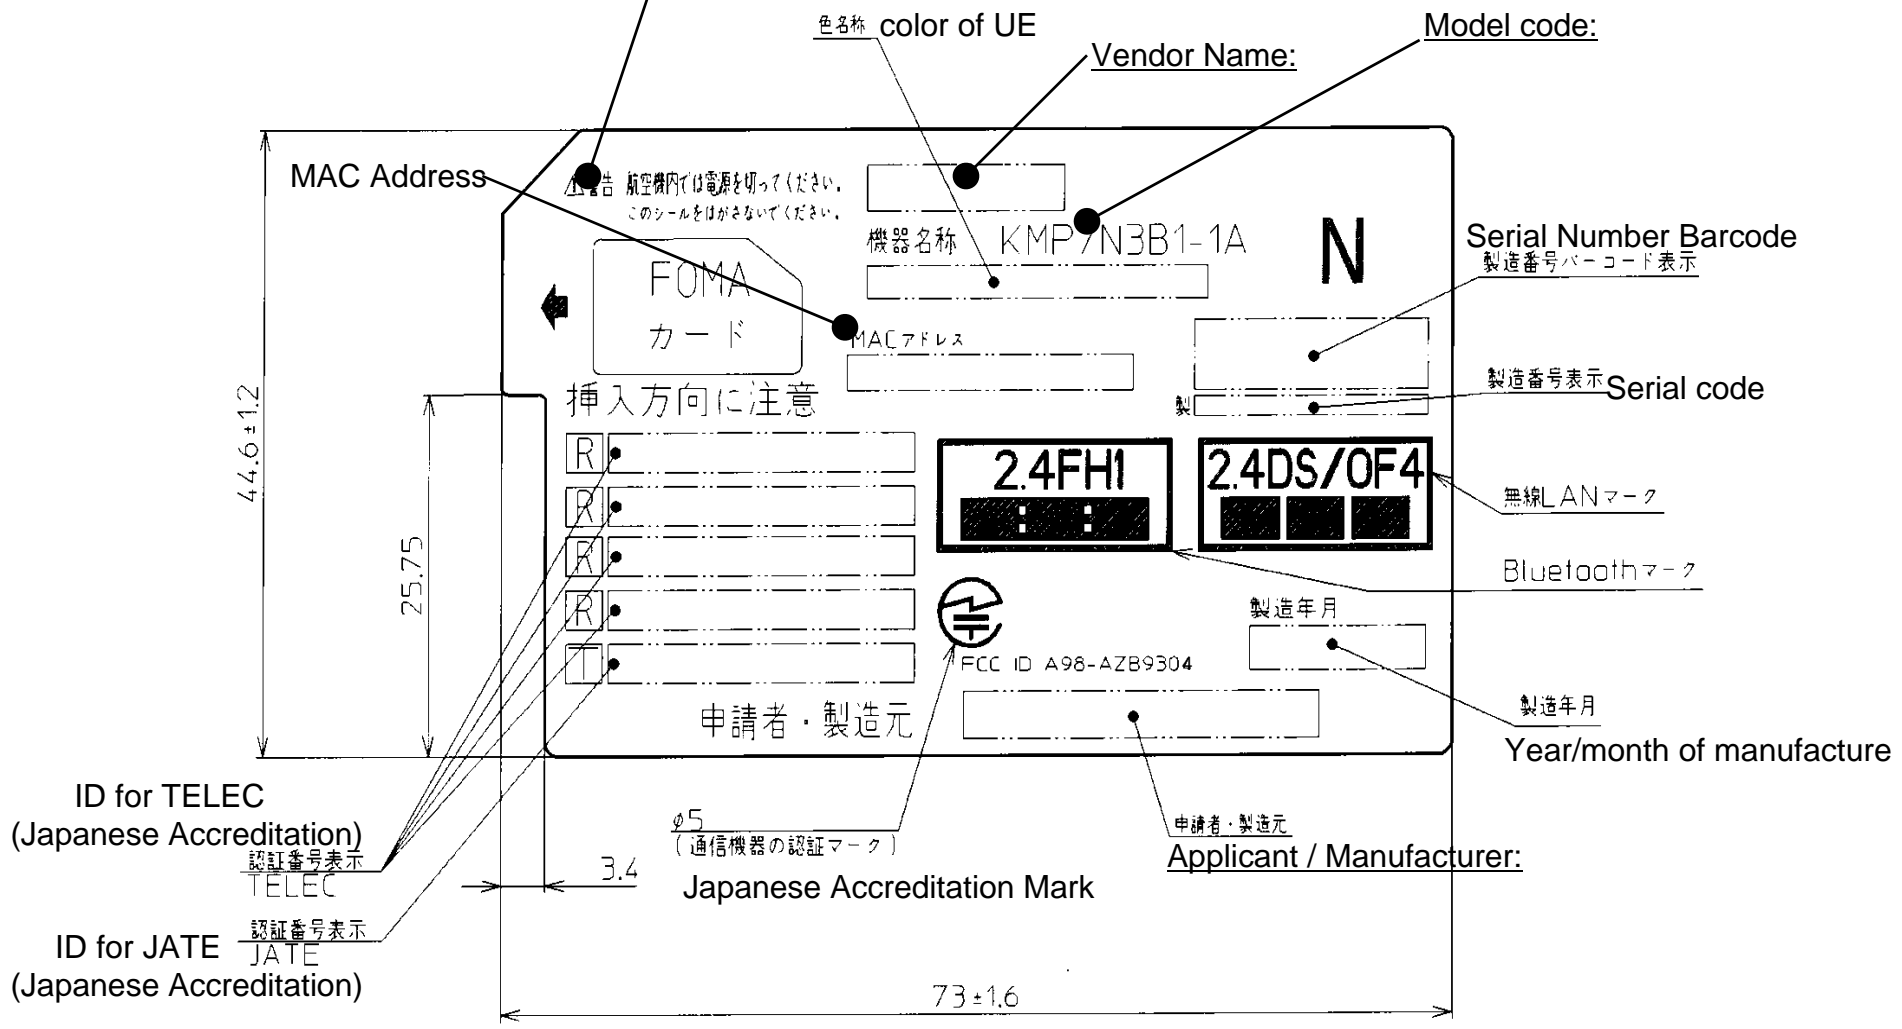 色名称 color of UE
Model code:
Vendor Name:
MAC Address
警告 航空機内では電源を切ってください。
このシールをはがさないでください。
機器名称 KMP7N3B1-1A
N
Serial Number Barcode
製造番号バーコード表示
FOMA
カード
MACアドレス
挿入方向に注意
製造番号表示 Serial code
製
44.6±1.2
25.75
R
R
R
R
T
2.4FH1
2.4DS/OF4
無線LANマーク
Bluetoothマーク
製造年月
FCC ID A98-AZB9304
申請者・製造元
製造年月
Year/month of manufacture
ID for TELEC
(Japanese Accreditation)
認証番号表示
TELEC
3.4
φ5
(通信機器の認証マーク)
Japanese Accreditation Mark
申請者・製造元
Applicant / Manufacturer:
ID for JATE
(Japanese Accreditation)
認証番号表示
JATE
73±1.6